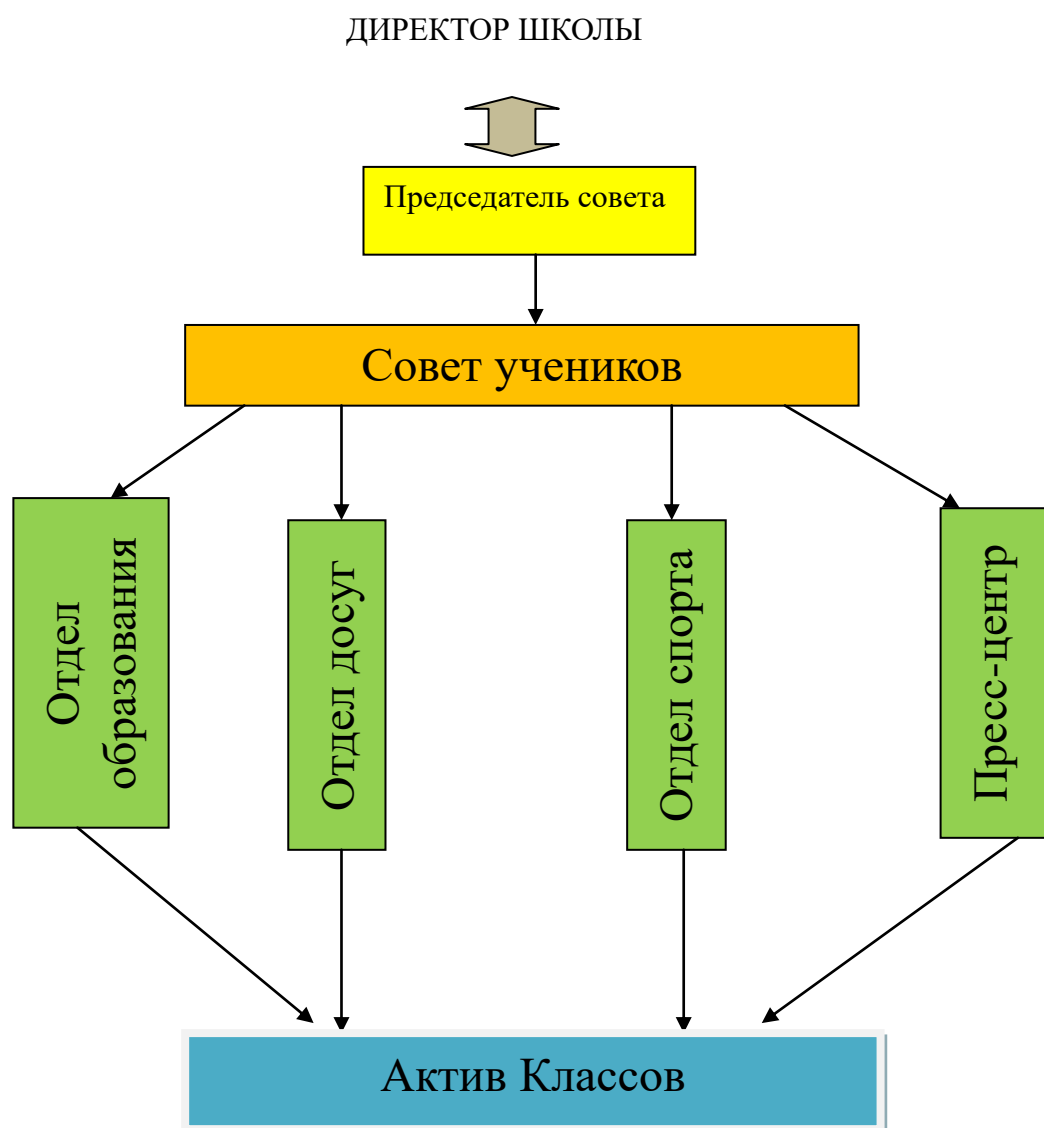 ДИРЕКТОР ШКОЛЫ
Председатель совета
Совет учеников
Отдел
образования
Отдел досуг
Отдел спорта
Пресс-центр
Актив Классов